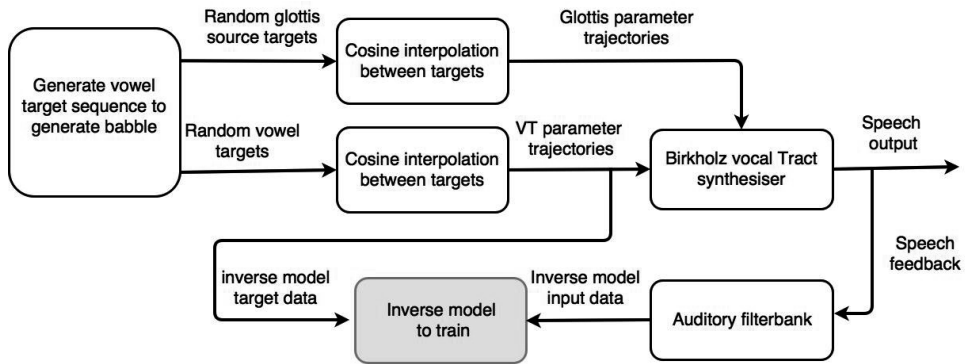 Random glottis
source targets
Glottis parameter
trajectories
Cosine interpolation
between targets
Generate vowel
target sequence to
generate babble
Random vowel
targets
VT parameter
trajectories
Speech
output
Cosine interpolation
between targets
Birkholz vocal Tract
synthesiser
Speech
feedback
inverse model
target data
Inverse model
input data
Inverse model
to train
Auditory filterbank